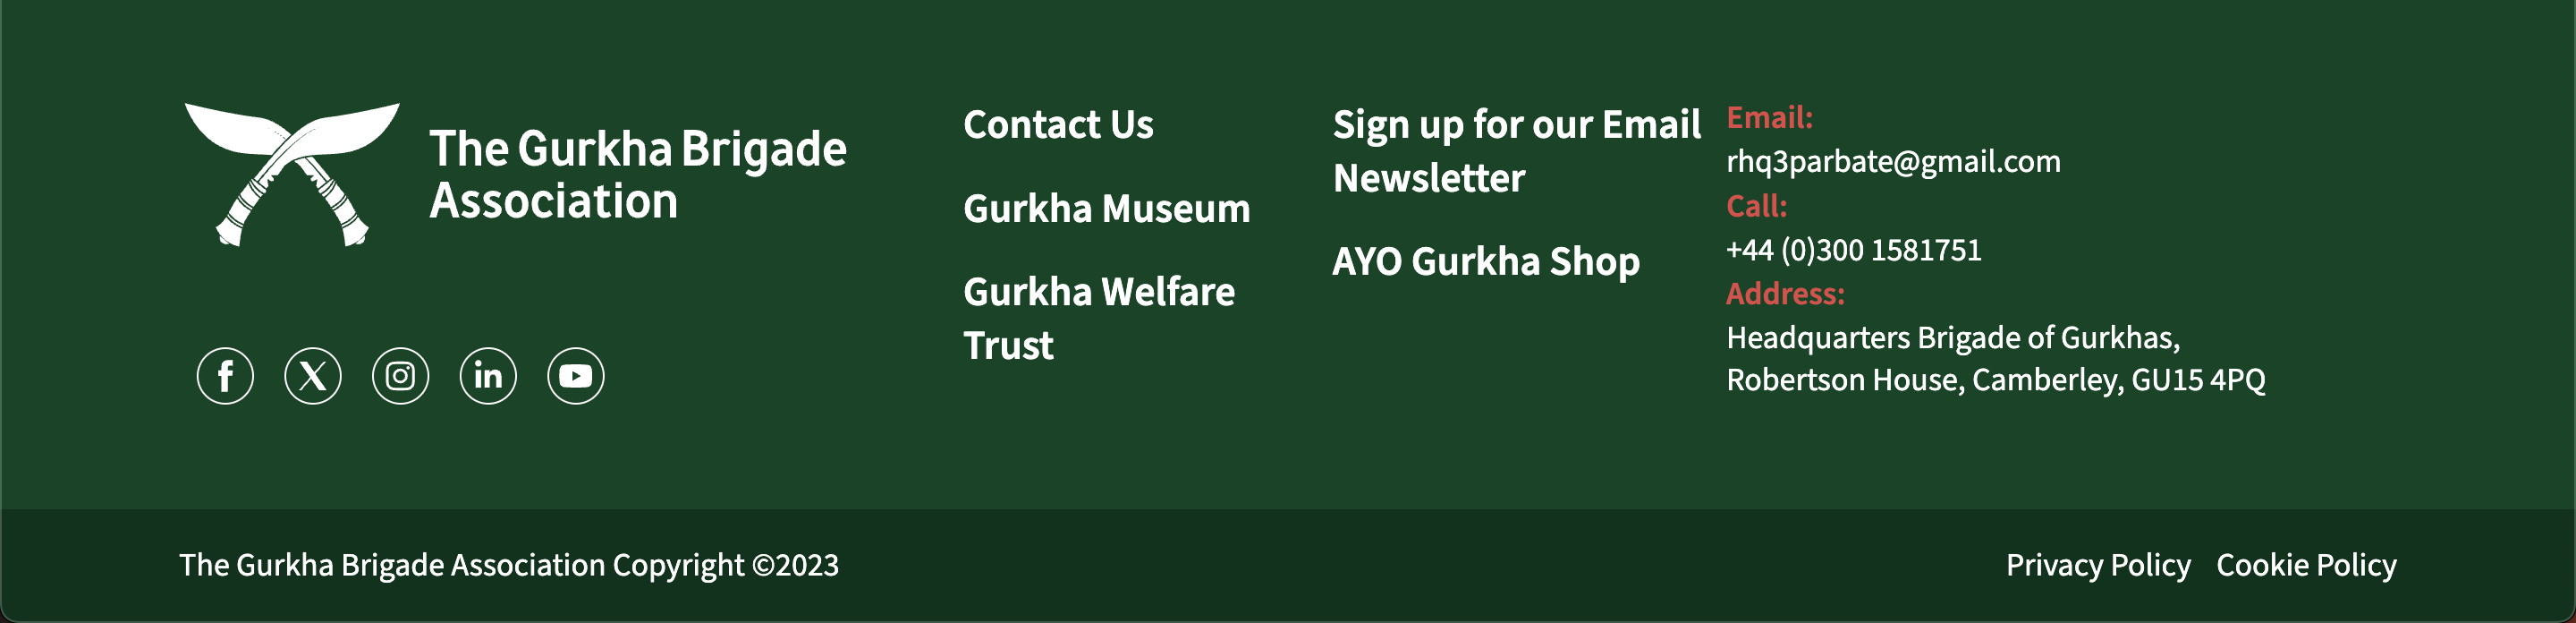 The Gurkha Brigade
Association
Contact Us
Gurkha Museum
Gurkha Welfare
Trust
Sign up for our Email
Newsletter
AYO Gurkha Shop
Email:
rhq3parbate@gmail.com
Call:
+44 (0)300 1581751
Address:
Headquarters Brigade of Gurkhas,
Robertson House, Camberley, GU15 4PQ
The Gurkha Brigade Association Copyright ©2023
Privacy Policy Cookie Policy